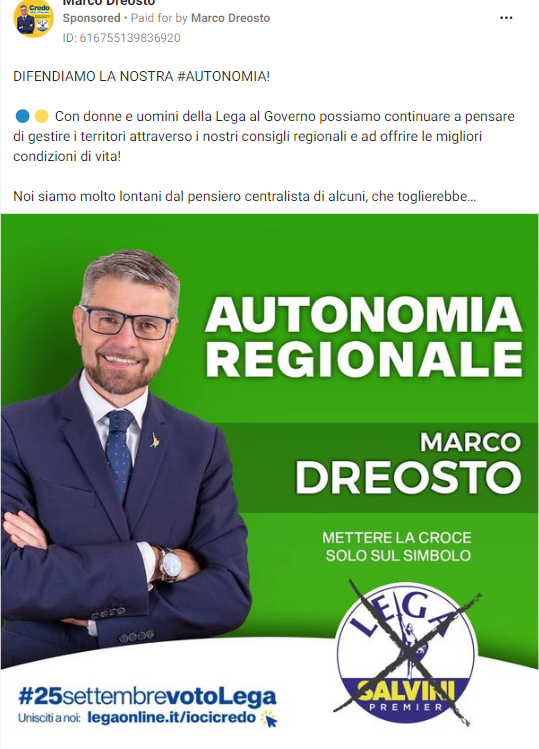 Marco Dreosto
Sponsored • Paid for by Marco Dreosto
ID: 616755139836920
DIFENDIAMO LA NOSTRA #AUTONOMIA!
Con donne e uomini della Lega al Governo possiamo continuare a pensare
di gestire i territori attraverso i nostri consigli regionali e ad offrire le migliori
condizioni di vita!
Noi siamo molto lontani dal pensiero centralista di alcuni, che toglierebbe...
AUTONOMIA
REGIONALE
MARCO
DREOSTO
METTERE LA CROCE
SOLO SUL SIMBOLO
LEGA
SALVINI
PREMIER
#25settembrevotoLega
Unisciti a noi: legaonline.it/iocicredo
Credo